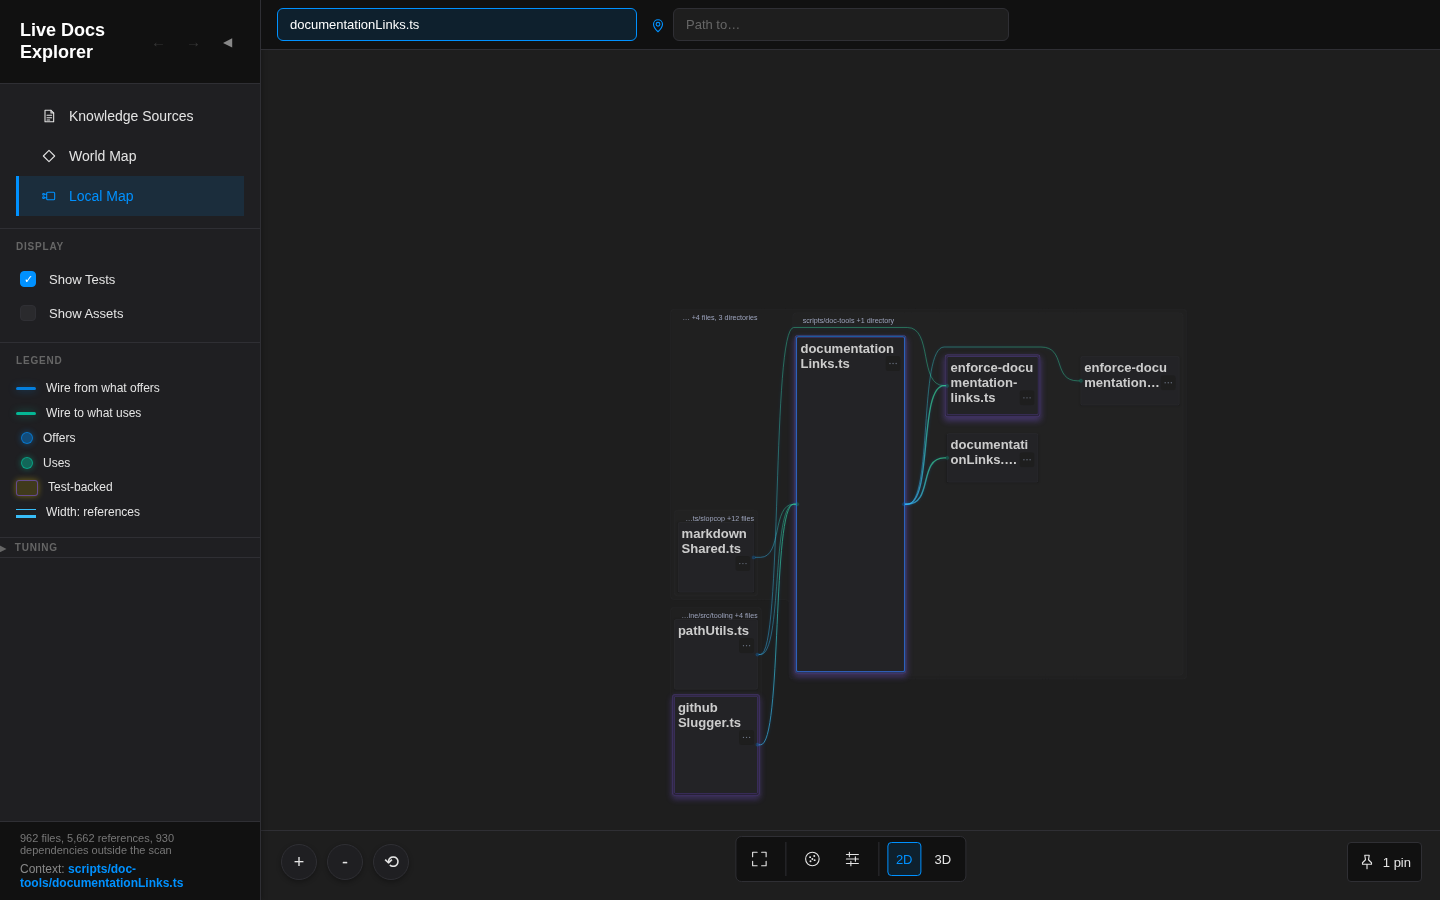 Live Docs
Explorer
← → ◀
Knowledge Sources
World Map
Local Map
DISPLAY
Show Tests
Show Assets
LEGEND
Wire from what offers
Wire to what uses
Offers
Uses
Test-backed
Width: references
TUNING
962 files, 5,662 references, 930
dependencies outside the scan
Context: scripts/doc-
tools/documentationLinks.ts
documentationLinks.ts
Path to…
… +4 files, 3 directories
scripts/doc-tools +1 directory
documentation
Links.ts
…
enforce-docu
mentation-
links.ts
…
enforce-docu
mentation… …
documentati
onLinks.… …
…ts/slopcop +12 files
markdown
Shared.ts
…
…ine/src/tooling +4 files
pathUtils.ts
…
github
Slugger.ts
…
+ - ⟲
2D 3D
1 pin